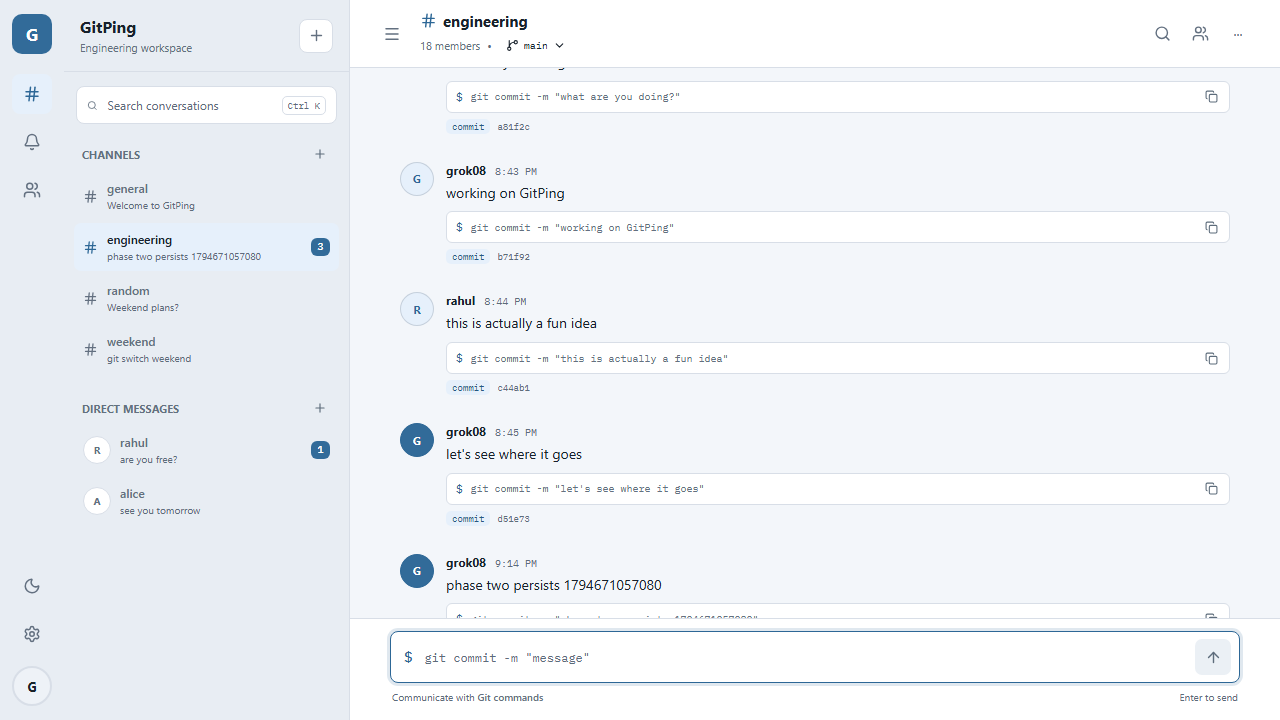 G
GitPing
Engineering workspace
Search conversations
Ctrl K
CHANNELS
general
Welcome to GitPing
engineering
phase two persists 1794671057080
3
random
Weekend plans?
weekend
git switch weekend
DIRECT MESSAGES
R
rahul
are you free?
1
A
alice
see you tomorrow
G
# engineering
18 members • main
...
$ git commit -m "what are you doing?"
commit a81f2c
G
grok08 8:43 PM
working on GitPing
$ git commit -m "working on GitPing"
commit b71f92
R
rahul 8:44 PM
this is actually a fun idea
$ git commit -m "this is actually a fun idea"
commit c44ab1
G
grok08 8:45 PM
let's see where it goes
$ git commit -m "let's see where it goes"
commit d51e73
G
grok08 9:14 PM
phase two persists 1794671057080
$ git commit -m "message"
Communicate with Git commands
Enter to send